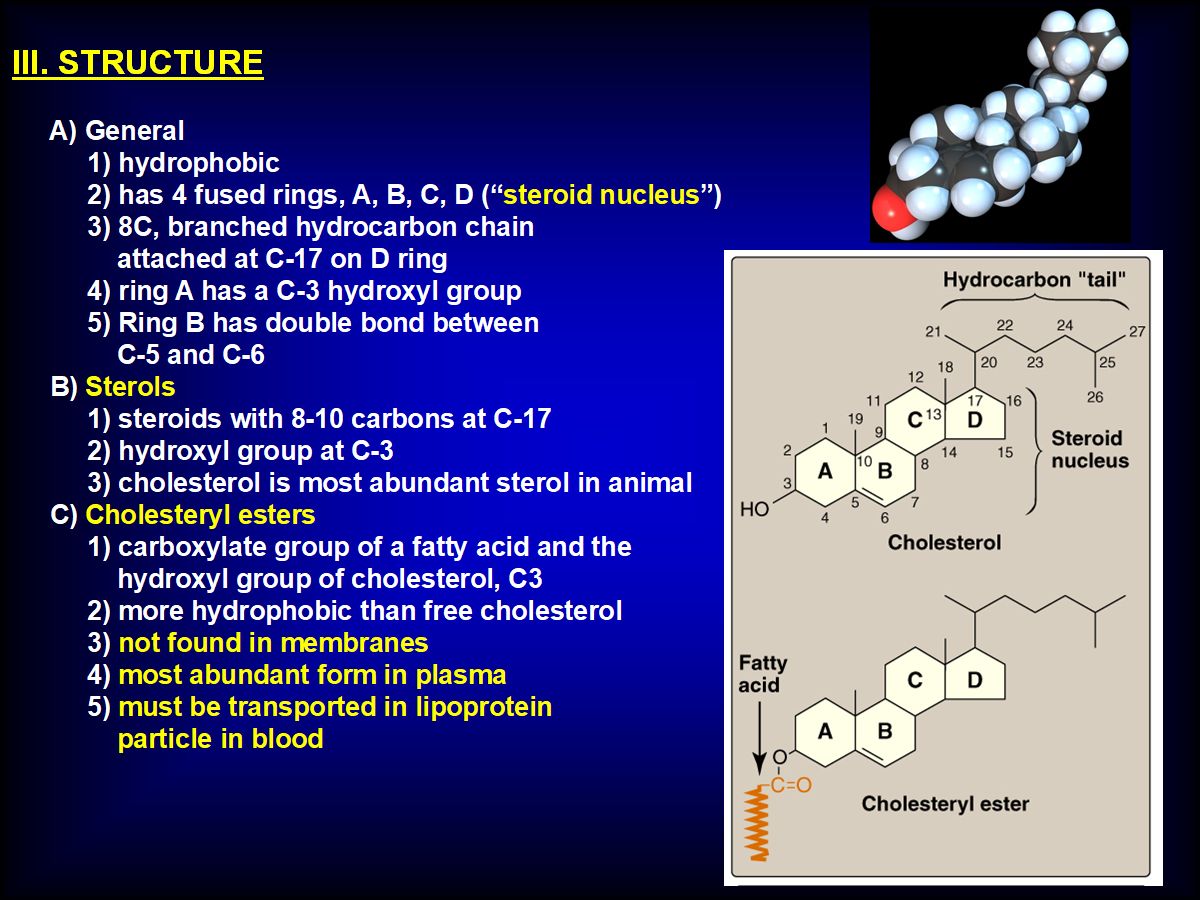 III. STRUCTURE
A) General
1) hydrophobic
2) has 4 fused rings, A, B, C, D (“steroid nucleus”)
3) 8C, branched hydrocarbon chain
attached at C-17 on D ring
4) ring A has a C-3 hydroxyl group
5) Ring B has double bond between
C-5 and C-6
B) Sterols
1) steroids with 8-10 carbons at C-17
2) hydroxyl group at C-3
3) cholesterol is most abundant sterol in animal
C) Cholesteryl esters
1) carboxylate group of a fatty acid and the
hydroxyl group of cholesterol, C3
2) more hydrophobic than free cholesterol
3) not found in membranes
4) most abundant form in plasma
5) must be transported in lipoprotein
particle in blood
Hydrocarbon "tail"
21 22 24 27
20 23 25
18
12
26
11 17 16
C 13 D
19
1 9
Steroid
nucleus
2 14 15
10 8
A B
3
HO
5 7
4 6
Cholesterol
Fatty
acid
C D
A B
O
C=O
Cholesteryl ester